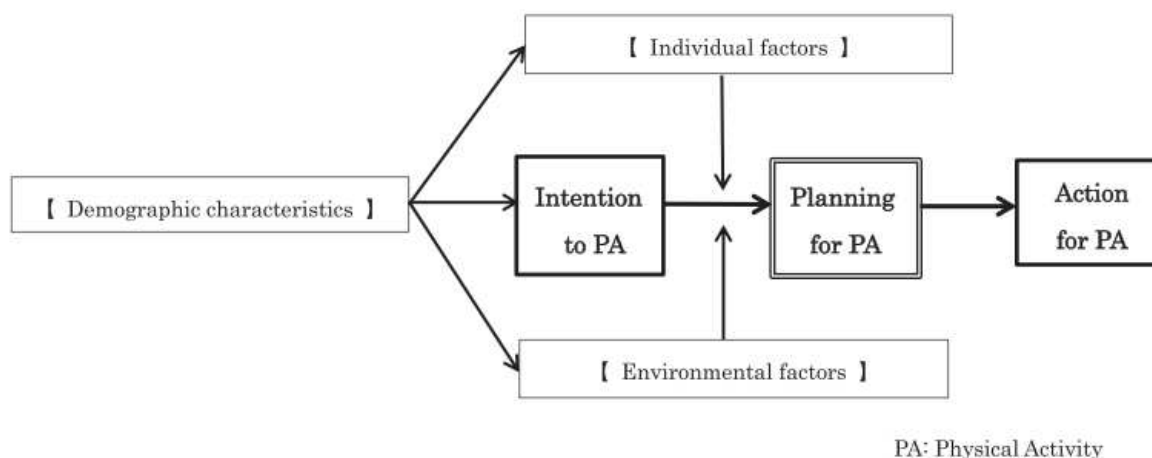 【 Individual factors 】
【 Demographic characteristics 】
Intention
to PA
Planning
for PA
Action
for PA
【 Environmental factors 】
PA: Physical Activity